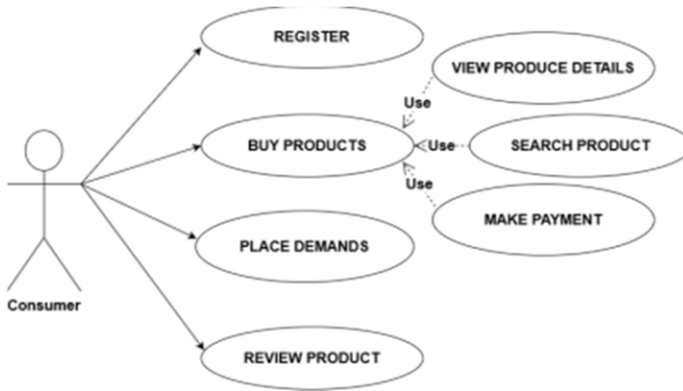 REGISTER
VIEW PRODUCE DETAILS
Use
BUY PRODUCTS
Use
SEARCH PRODUCT
Use
MAKE PAYMENT
PLACE DEMANDS
Consumer
REVIEW PRODUCT